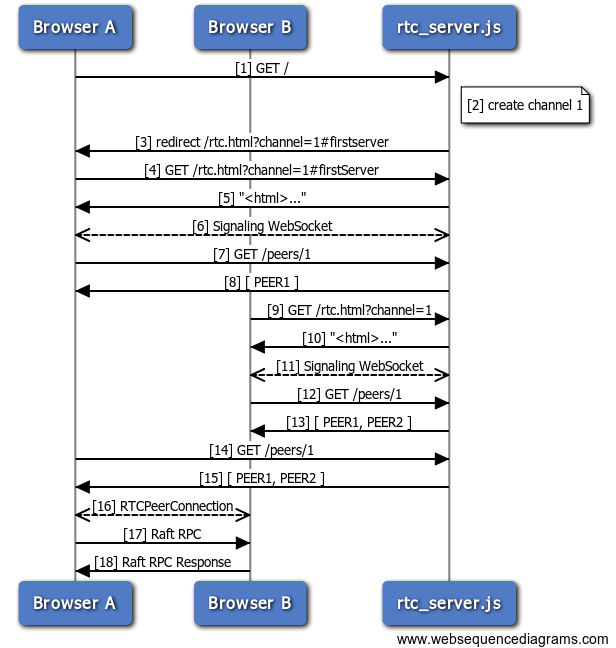 Browser A
Browser B
rtc_server.js
[1] GET /
[2] create channel 1
[3] redirect /rtc.html?channel=1#firstserver
[4] GET /rtc.html?channel=1#firstServer
[5] "<html>..."
[6] Signaling WebSocket
[7] GET /peers/1
[8] [ PEER1 ]
[9] GET /rtc.html?channel=1
[10] "<html>..."
[11] Signaling WebSocket
[12] GET /peers/1
[13] [ PEER1, PEER2 ]
[14] GET /peers/1
[15] [ PEER1, PEER2 ]
[16] RTCPeerConnection
[17] Raft RPC
[18] Raft RPC Response
Browser A
Browser B
rtc_server.js
www.websequencediagrams.com